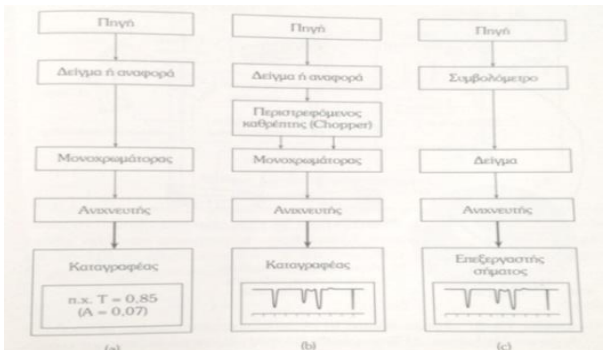 Πηγή
Δείγμα ή αναφορά
Μονοχρωμάτορας
Ανιχνευτής
Καταγραφέας
π.χ. T = 0,85
(A = 0,07)
(a)
Πηγή
Δείγμα ή αναφορά
Περιστρεφόμενος
καθρέπτης (Chopper)
Μονοχρωμάτορας
Ανιχνευτής
Καταγραφέας
(b)
Πηγή
Συμβολόμετρο
Δείγμα
Ανιχνευτής
Επεξεργαστής
σήματος
(c)